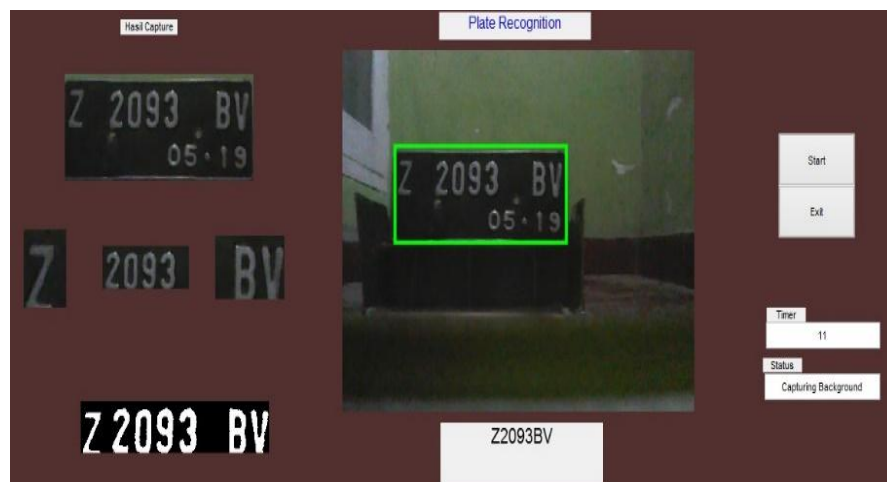 Hasil Capture
Plate Recognition
Z 2093 BV
05·19
Z 2093 BV
05·19
Z
2093
BV
Z 2093 BV
Z2093BV
Start
Exit
Timer
11
Status
Capturing Background